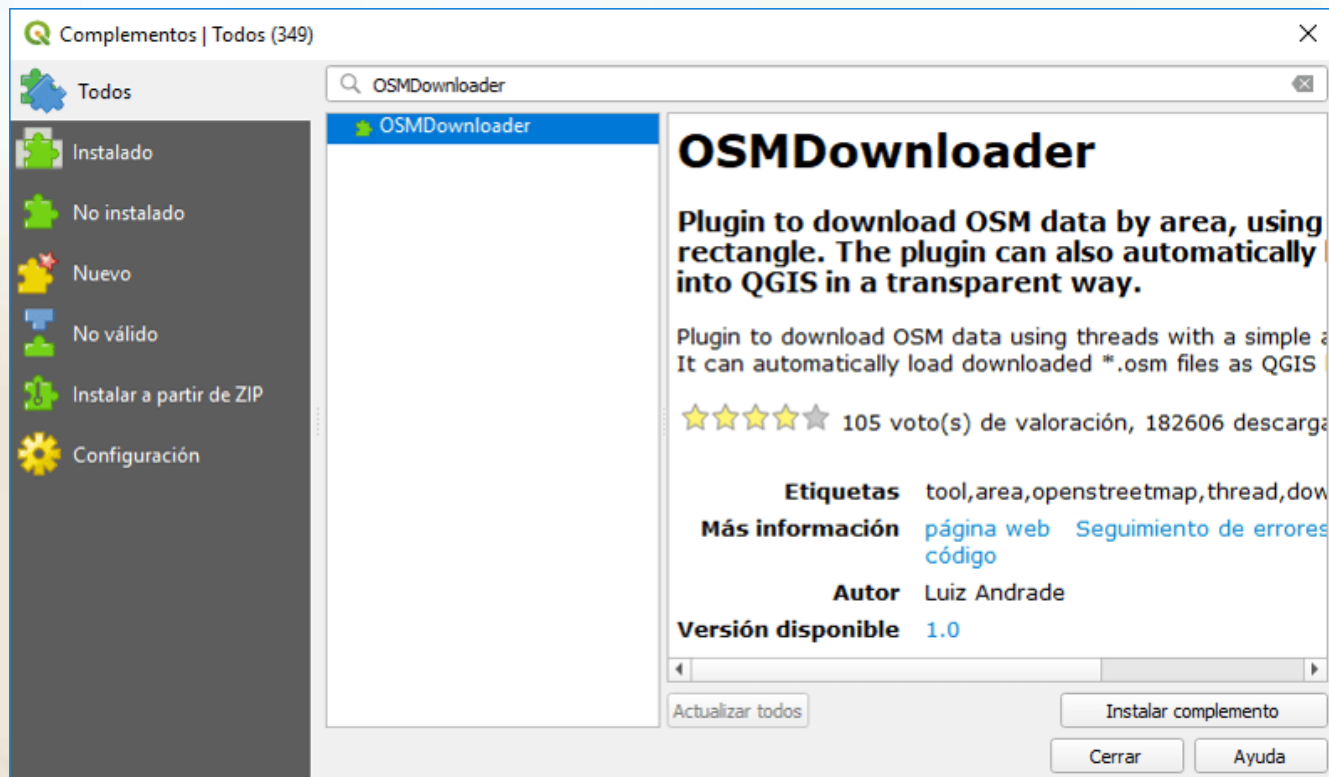 Complementos | Todos (349)
Todos
Instalado
No instalado
Nuevo
No válido
Instalar a partir de ZIP
Configuración
OSMDownloader
OSMDownloader
OSMDownloader
Plugin to download OSM data by area, using
rectangle. The plugin can also automatically
into QGIS in a transparent way.
Plugin to download OSM data using threads with a simple
It can automatically load downloaded *.osm files as QGIS
105 voto(s) de valoración, 182606 descarga
Etiquetas tool,area,openstreetmap,thread,dow
Más información página web Seguimiento de errores
código
Autor Luiz Andrade
Versión disponible 1.0
Actualizar todos
Instalar complemento
Cerrar
Ayuda